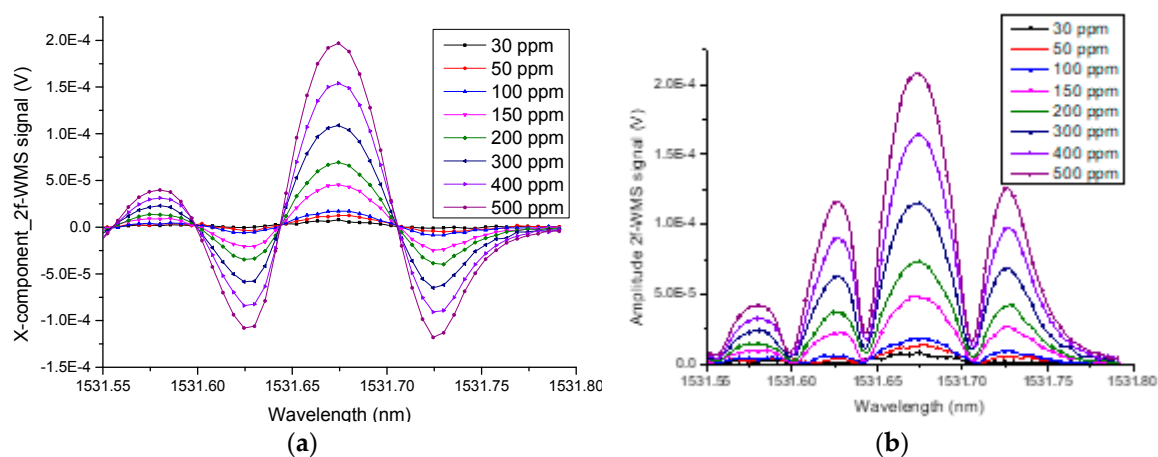 X-component_2f-WMS signal (V)
2.0E-4
1.5E-4
1.0E-4
5.0E-5
0.0
-5.0E-5
-1.0E-4
-1.5E-4
30 ppm
50 ppm
100 ppm
150 ppm
200 ppm
300 ppm
400 ppm
500 ppm
1531.55 1531.60 1531.65 1531.70 1531.75 1531.80
Wavelength (nm)
(a)
Amplitude 2f-WMS signal (V)
2.0E-4
1.5E-4
1.0E-4
5.0E-5
0.0
30 ppm
50 ppm
100 ppm
150 ppm
200 ppm
300 ppm
400 ppm
500 ppm
1531.55 1531.60 1531.65 1531.70 1531.75 1531.80
Wavelength (nm)
(b)